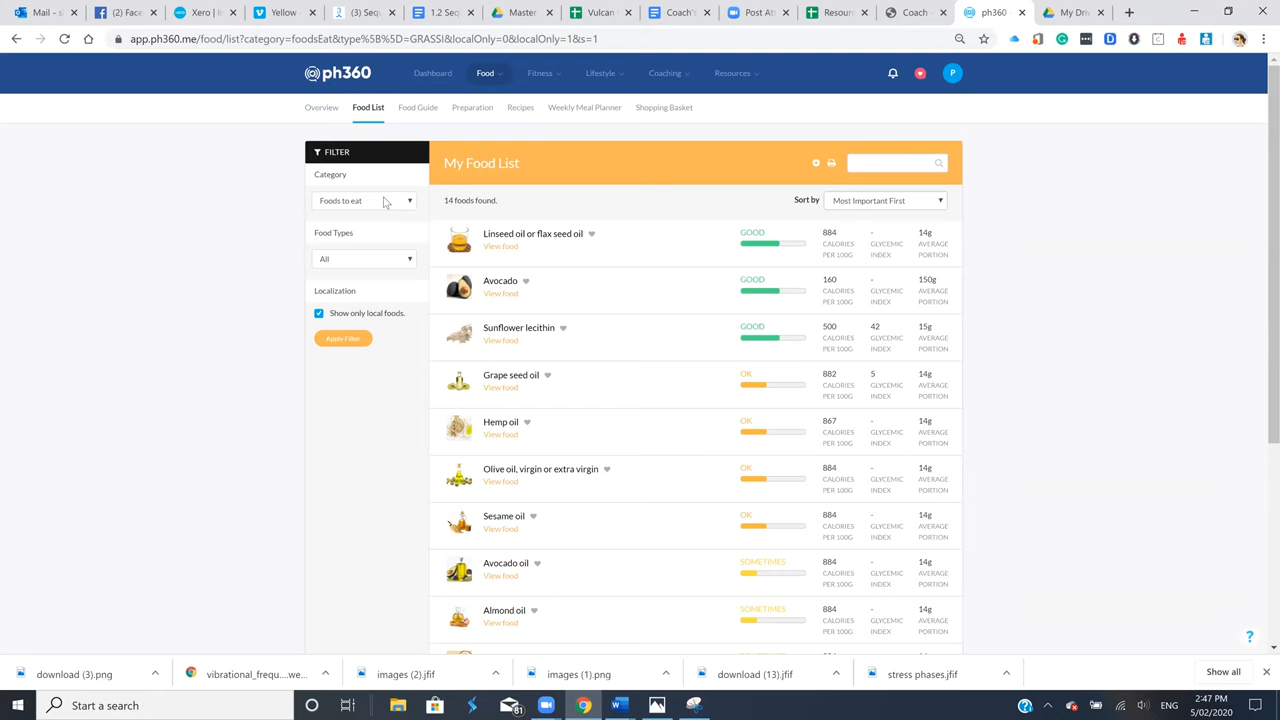 Mail - s
(2) Face
Xero | In
Yellow -
(3) Seq
1.2 Seq
Master
Vulcan
CoachY
Post Att
Resourc
Coach -
ph360
My Driv
app.ph360.me/food/list?category=foodsEat&type%5B%5D=GRASSI&localOnly=0&localOnly=1&s=1
ph360 Dashboard Food Fitness Lifestyle Coaching Resources P
Overview Food List Food Guide Preparation Recipes Weekly Meal Planner Shopping Basket
FILTER
Category
Foods to eat
Food Types
All
Localization
Show only local foods.
Apply Filter
My Food List
14 foods found. Sort by Most Important First
Linseed oil or flax seed oil GOOD 884 - 14g
View food CALORIES GLYCEMIC AVERAGE
PER 100G INDEX PORTION
Avocado GOOD 160 - 150g
View food CALORIES GLYCEMIC AVERAGE
PER 100G INDEX PORTION
Sunflower lecithin GOOD 500 42 15g
View food CALORIES GLYCEMIC AVERAGE
PER 100G INDEX PORTION
Grape seed oil OK 882 5 14g
View food CALORIES GLYCEMIC AVERAGE
PER 100G INDEX PORTION
Hemp oil OK 867 - 14g
View food CALORIES GLYCEMIC AVERAGE
PER 100G INDEX PORTION
Olive oil, virgin or extra virgin OK 884 - 14g
View food CALORIES GLYCEMIC AVERAGE
PER 100G INDEX PORTION
Sesame oil OK 884 - 14g
View food CALORIES GLYCEMIC AVERAGE
PER 100G INDEX PORTION
Avocado oil SOMETIMES 884 - 14g
View food CALORIES GLYCEMIC AVERAGE
PER 100G INDEX PORTION
Almond oil SOMETIMES 884 - 14g
View food CALORIES GLYCEMIC AVERAGE
PER 100G INDEX PORTION
?
download (3).png vibrational_frequ....we... images (2).jfif images (1).png download (13).jfif stress phases.jfif Show all
Start a search 81 ENG 2:47 PM
5/02/2020